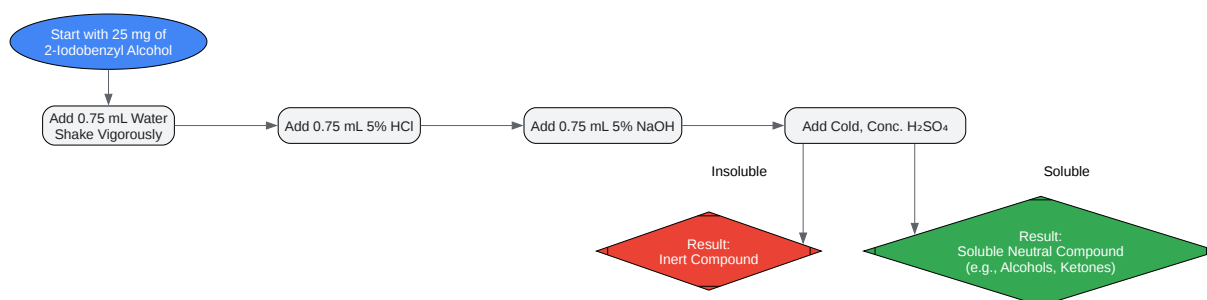 Start with 25 mg of
2-Iodobenzyl Alcohol
Add 0.75 mL Water
Shake Vigorously
Add 0.75 mL 5% HCl
Add 0.75 mL 5% NaOH
Add Cold, Conc. H₂SO₄
Insoluble
Soluble
Result:
Inert Compound
Result:
Soluble Neutral Compound
(e.g., Alcohols, Ketones)